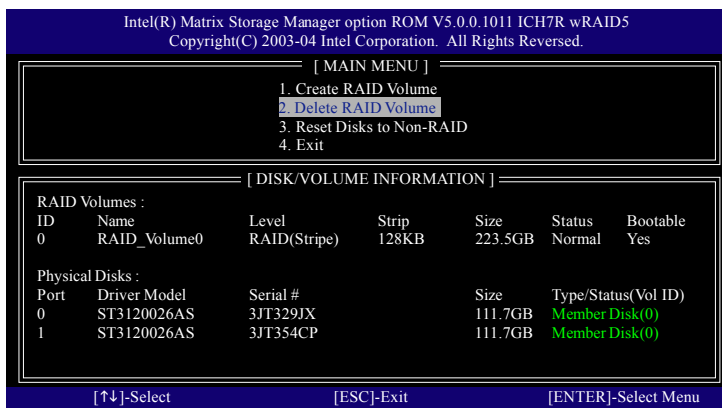 Intel(R) Matrix Storage Manager option ROM V5.0.0.1011 ICH7R wRAID5
Copyright(C) 2003-04 Intel Corporation. All Rights Reversed.
[ MAIN MENU ]
1. Create RAID Volume
2. Delete RAID Volume
3. Reset Disks to Non-RAID
4. Exit
[ DISK/VOLUME INFORMATION ]
RAID Volumes :
ID Name Level Strip Size Status Bootable
0 RAID_Volume0 RAID(Stripe) 128KB 223.5GB Normal Yes
Physical Disks :
Port Driver Model Serial # Size Type/Status(Vol ID)
0 ST3120026AS 3JT329JX 111.7GB Member Disk(0)
1 ST3120026AS 3JT354CP 111.7GB Member Disk(0)
[↑↓]-Select [ESC]-Exit [ENTER]-Select Menu